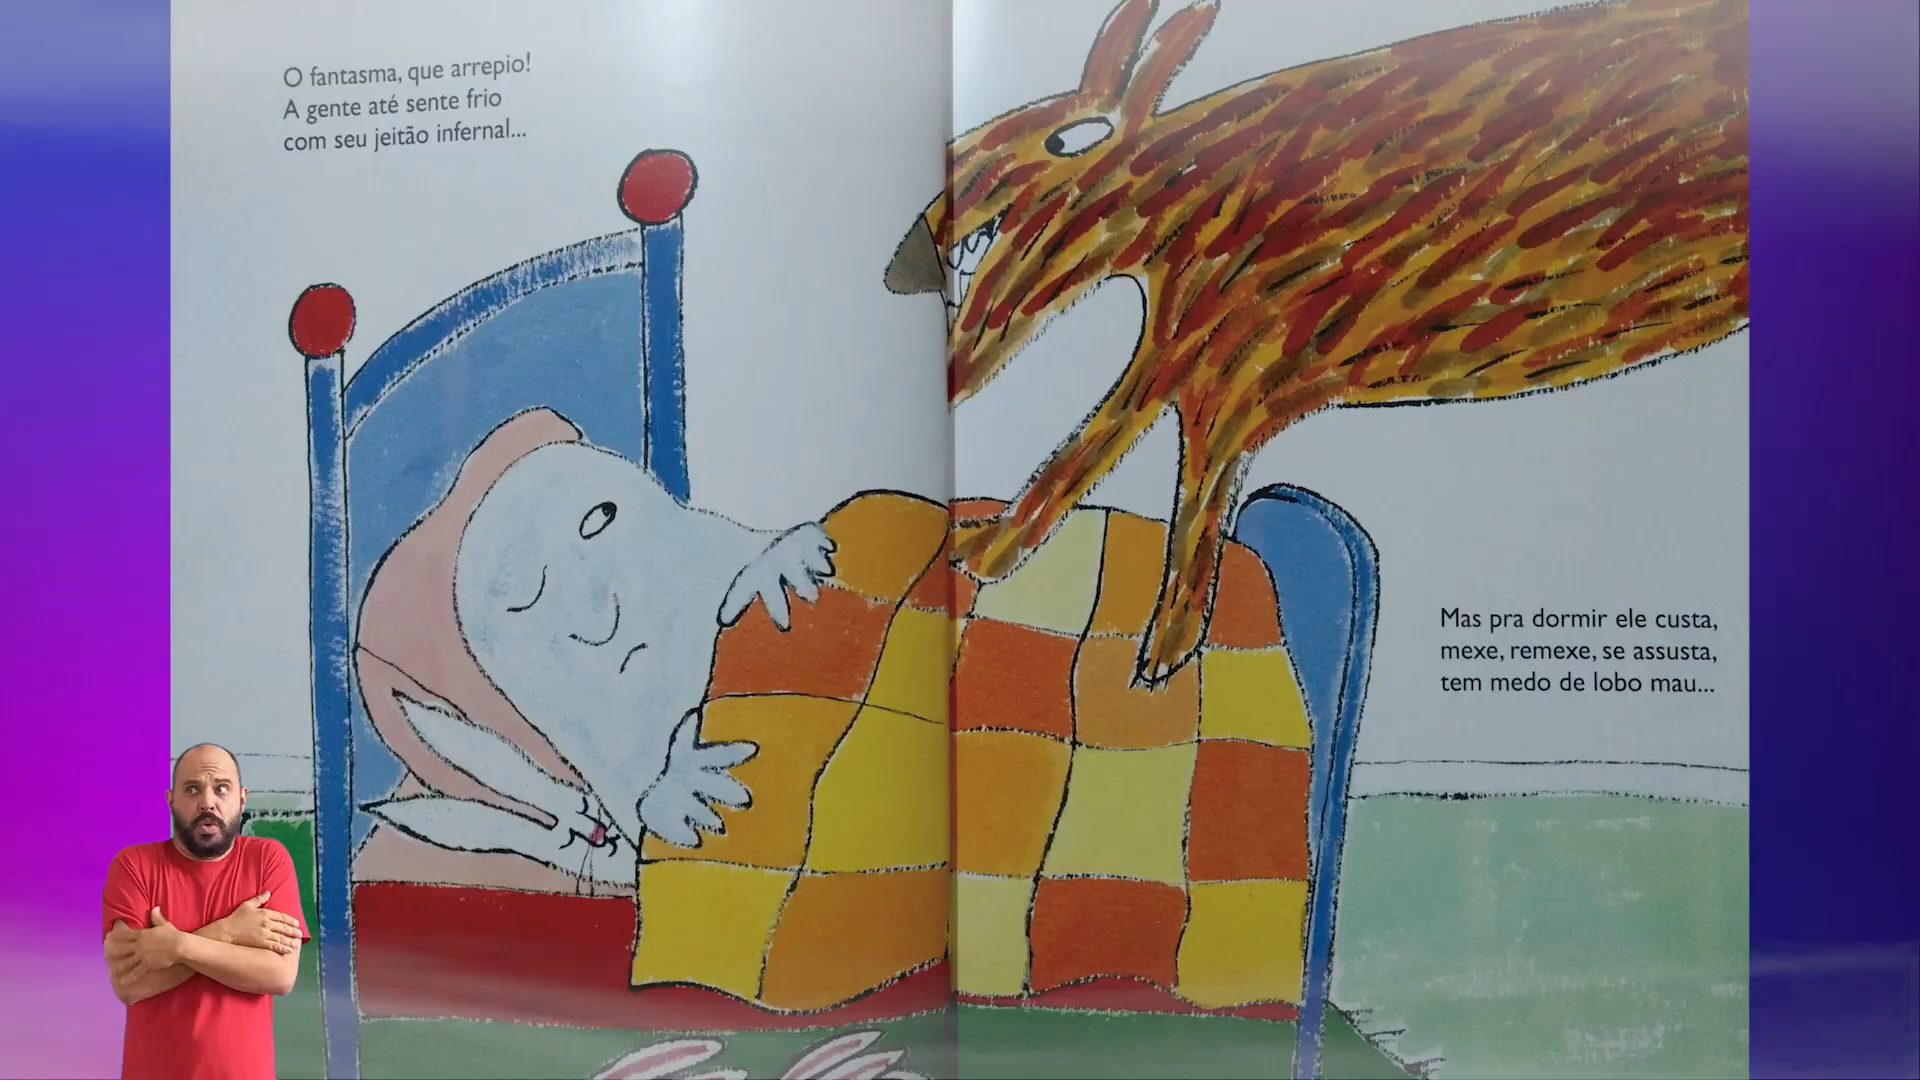 O fantasma, que arrepio!
A gente até sente frio
com seu jeitão infernal...
Mas pra dormir ele custa,
mexe, remexe, se assusta,
tem medo de lobo mau...